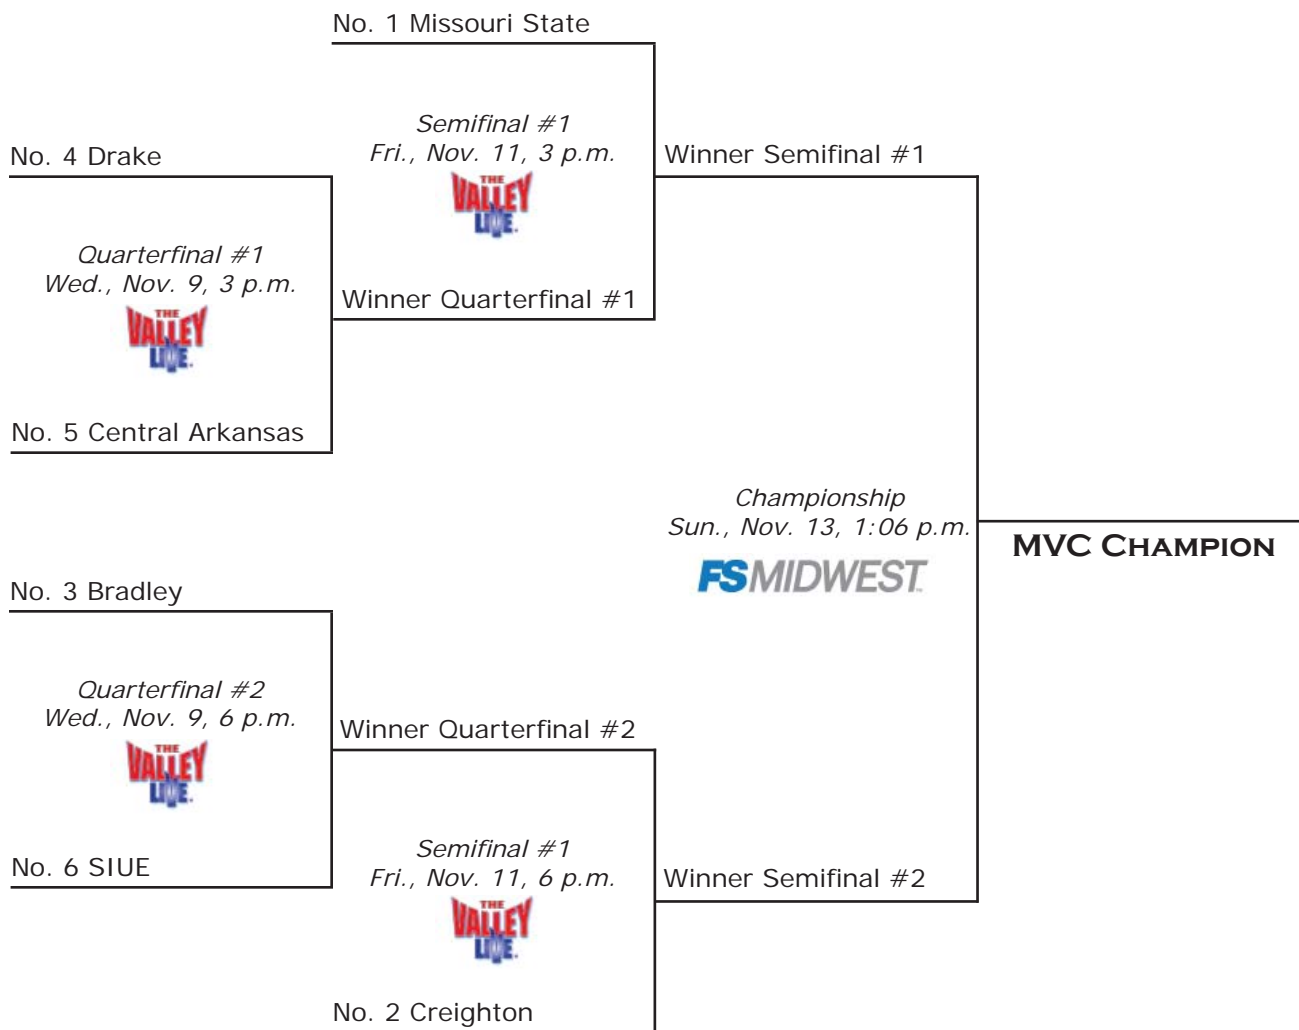 No. 1 Missouri State
Semifinal #1
Fri., Nov. 11, 3 p.m.
THE
VALLEY
LIVE.
No. 4 Drake
Winner Semifinal #1
Quarterfinal #1
Wed., Nov. 9, 3 p.m.
THE
VALLEY
LIVE.
Winner Quarterfinal #1
No. 5 Central Arkansas
Championship
Sun., Nov. 13, 1:06 p.m.
FSMIDWEST
MVC CHAMPION
No. 3 Bradley
Quarterfinal #2
Wed., Nov. 9, 6 p.m.
THE
VALLEY
LIVE.
Winner Quarterfinal #2
No. 6 SIUE
Semifinal #1
Fri., Nov. 11, 6 p.m.
THE
VALLEY
LIVE.
Winner Semifinal #2
No. 2 Creighton